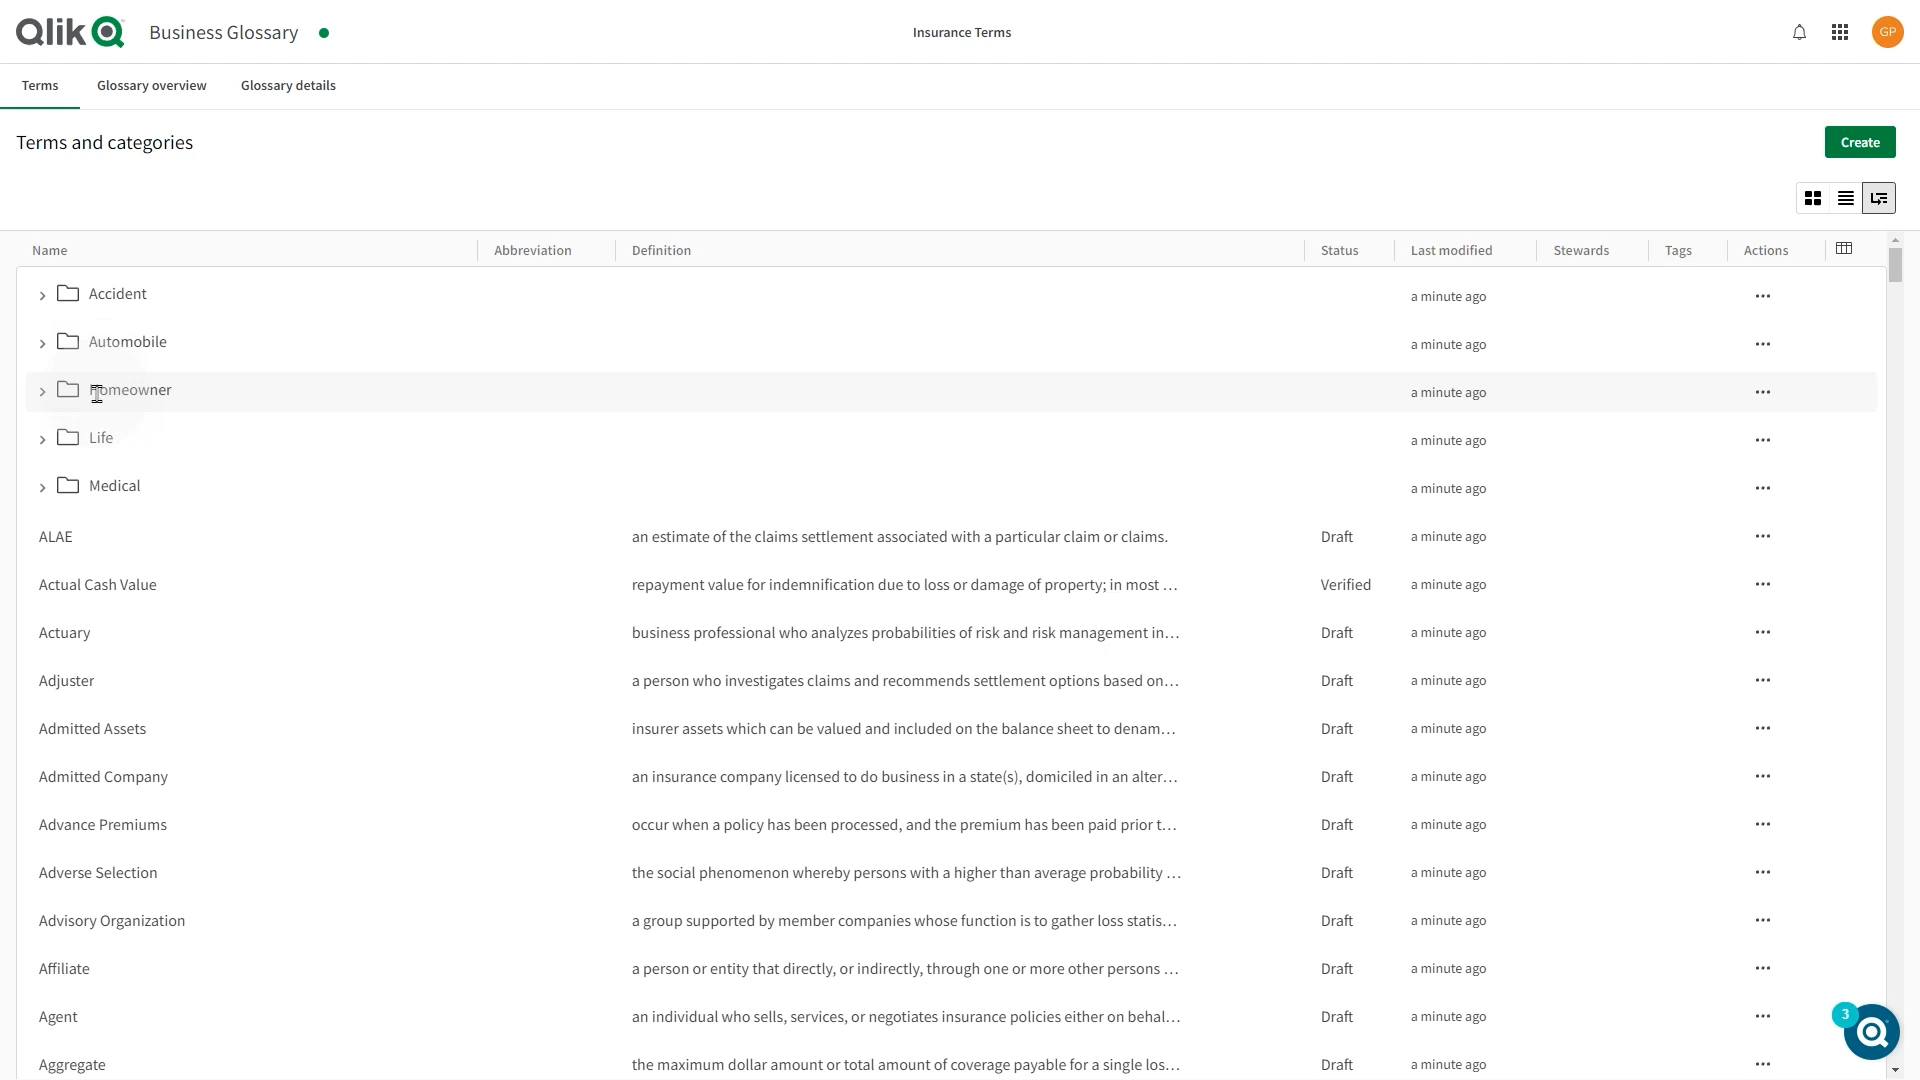 Qlik Business Glossary
Insurance Terms
GP
Terms Glossary overview Glossary details
Terms and categories
Create
Name Abbreviation Definition Status Last modified Stewards Tags Actions
Accident a minute ago
Automobile a minute ago
Homeowner a minute ago
Life a minute ago
Medical a minute ago
ALAE an estimate of the claims settlement associated with a particular claim or claims. Draft a minute ago
Actual Cash Value repayment value for indemnification due to loss or damage of property; in most ... Verified a minute ago
Actuary business professional who analyzes probabilities of risk and risk management in... Draft a minute ago
Adjuster a person who investigates claims and recommends settlement options based on... Draft a minute ago
Admitted Assets insurer assets which can be valued and included on the balance sheet to denam... Draft a minute ago
Admitted Company an insurance company licensed to do business in a state(s), domiciled in an alter... Draft a minute ago
Advance Premiums occur when a policy has been processed, and the premium has been paid prior t... Draft a minute ago
Adverse Selection the social phenomenon whereby persons with a higher than average probability ... Draft a minute ago
Advisory Organization a group supported by member companies whose function is to gather loss statis... Draft a minute ago
Affiliate a person or entity that directly, or indirectly, through one or more other persons ... Draft a minute ago
Agent an individual who sells, services, or negotiates insurance policies either on behal... Draft a minute ago
3
Aggregate the maximum dollar amount or total amount of coverage payable for a single los... Draft a minute ago